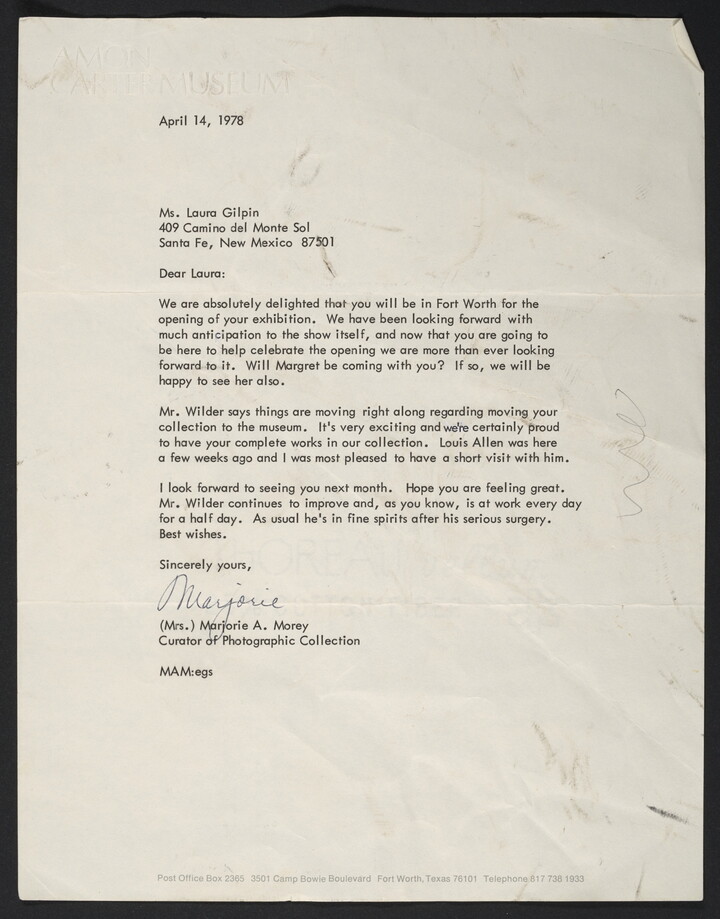 AMON
CARTER MUSEUM
April 14, 1978
Ms. Laura Gilpin
409 Camino del Monte Sol
Santa Fe, New Mexico 87501
Dear Laura:
We are absolutely delighted that you will be in Fort Worth for the
opening of your exhibition. We have been looking forward with
much anticipation to the show itself, and now that you are going to
be here to help celebrate the opening we are more than ever looking
forward to it. Will Margret be coming with you? If so, we will be
happy to see her also.
Mr. Wilder says things are moving right along regarding moving your
collection to the museum. It's very exciting and we're certainly proud
to have your complete works in our collection. Louis Allen was here
a few weeks ago and I was most pleased to have a short visit with him.
I look forward to seeing you next month. Hope you are feeling great.
Mr. Wilder continues to improve and, as you know, is at work every day
for a half day. As usual he's in fine spirits after his serious surgery.
Best wishes.
Sincerely yours,
Marjorie
(Mrs.) Marjorie A. Morey
Curator of Photographic Collection
MAM:egs
Post Office Box 2365 3501 Camp Bowie Boulevard Fort Worth, Texas 76101 Telephone 817 738 1933